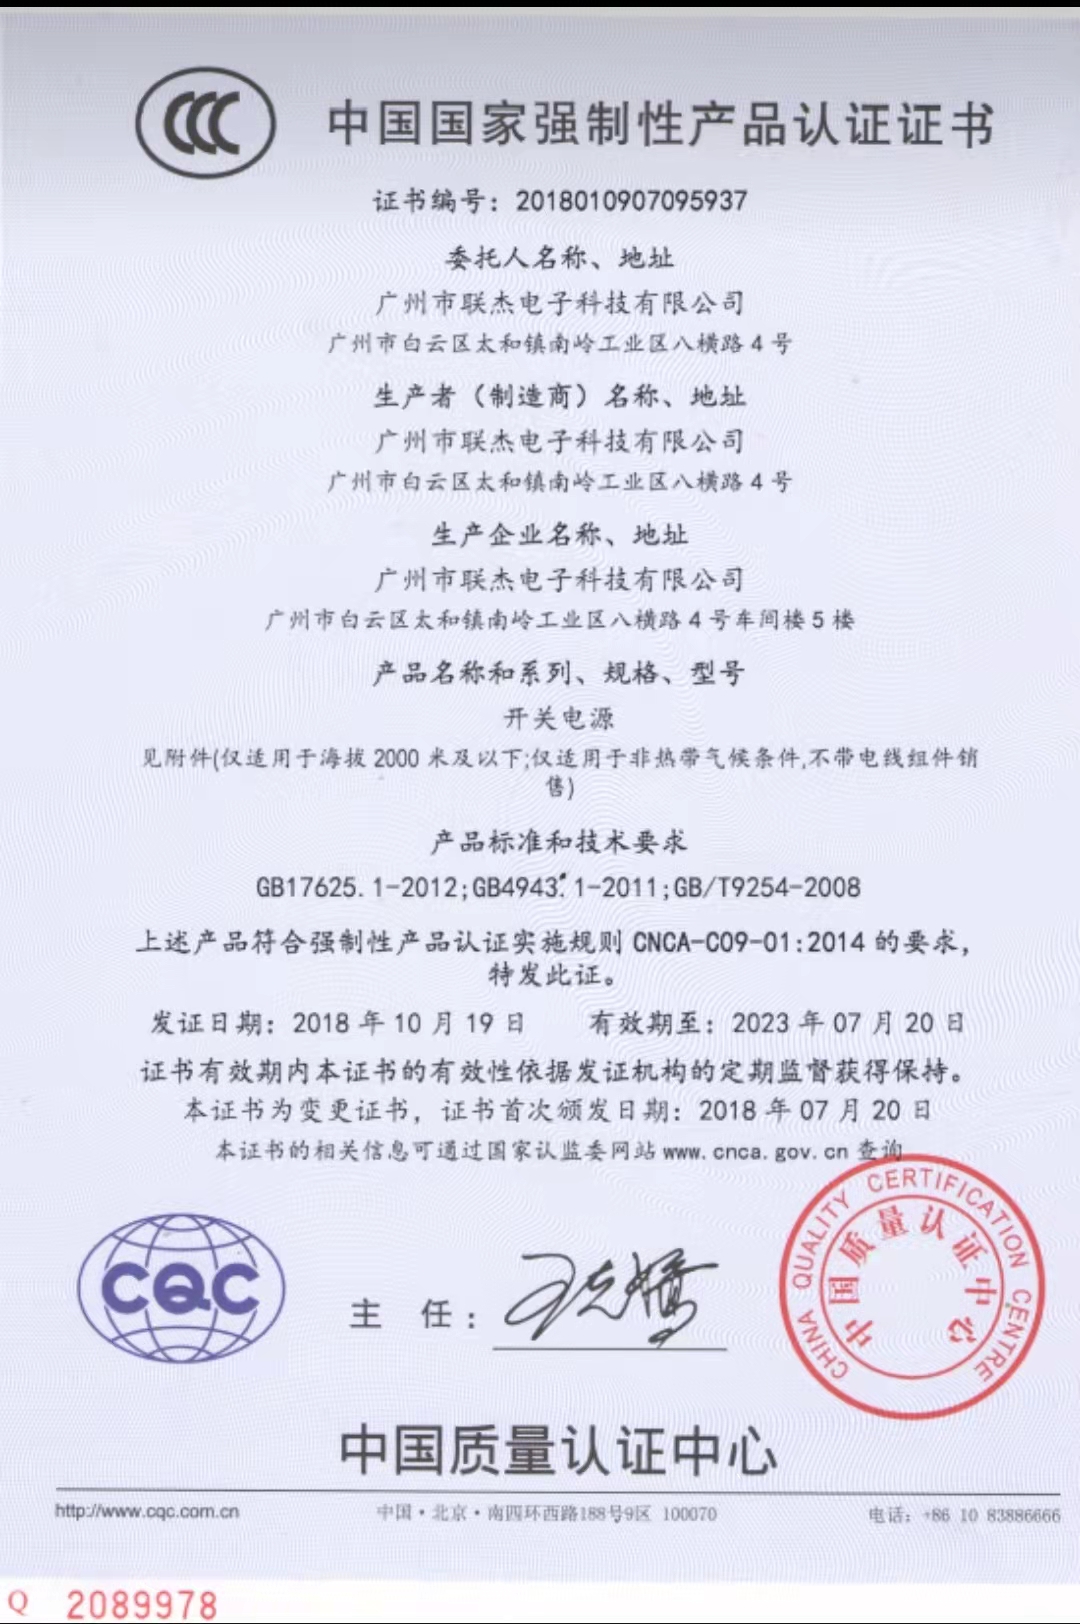 CCC
中国国家强制性产品认证证书
证书编号：2018010907095937
委托人名称、地址
广州市联杰电子科技有限公司
广州市白云区太和镇南岭工业区八横路 4 号
生产者（制造商）名称、地址
广州市联杰电子科技有限公司
广州市白云区太和镇南岭工业区八横路 4 号
生产企业名称、地址
广州市联杰电子科技有限公司
广州市白云区太和镇南岭工业区八横路 4 号车间楼 5 楼
产品名称和系列、规格、型号
开关电源
见附件(仅适用于海拔 2000 米及以下;仅适用于非热带气候条件,不带电线组件销
售)
产品标准和技术要求
GB17625.1-2012;GB4943.1-2011;GB/T9254-2008
上述产品符合强制性产品认证实施规则 CNCA-C09-01:2014 的要求，
特发此证。
发证日期：2018 年 10 月 19 日 有效期至：2023 年 07 月 20 日
证书有效期内本证书的有效性依据发证机构的定期监督获得保持。
本证书为变更证书，证书首次颁发日期：2018 年 07 月 20 日
本证书的相关信息可通过国家认监委网站 www.cnca.gov.cn 查询
CQC
主 任：
CHINA QUALITY CERTIFICATION CENTRE
中国质量认证中心
中国质量认证中心
http://www.cqc.com.cn 中国·北京·南四环西路188号9区 100070 电话：+86 10 83886666
Q 2089978